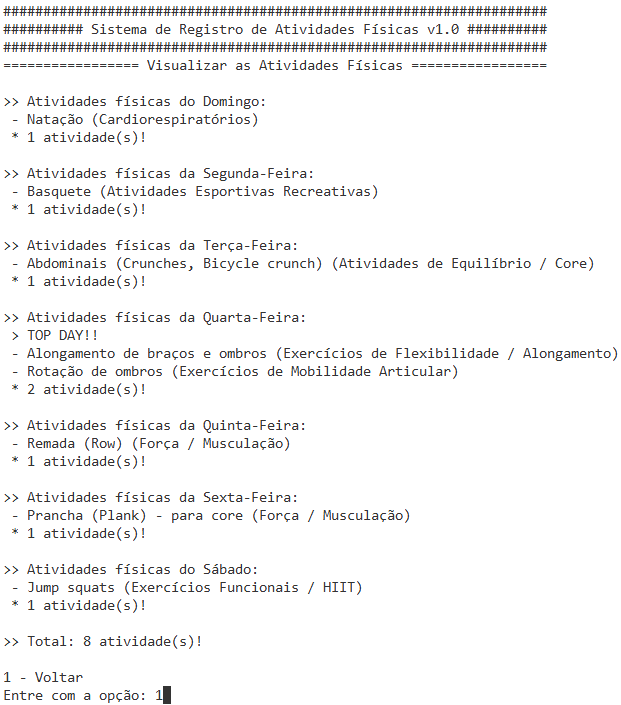 ####################################################################
########## Sistema de Registro de Atividades Físicas v1.0 ##########
####################################################################
================= Visualizar as Atividades Físicas =================
>> Atividades físicas do Domingo:
- Natação (Cardiorespiratórios)
* 1 atividade(s)!
>> Atividades físicas da Segunda-Feira:
- Basquete (Atividades Esportivas Recreativas)
* 1 atividade(s)!
>> Atividades físicas da Terça-Feira:
- Abdominais (Crunches, Bicycle crunch) (Atividades de Equilíbrio / Core)
* 1 atividade(s)!
>> Atividades físicas da Quarta-Feira:
> TOP DAY!!
- Alongamento de braços e ombros (Exercícios de Flexibilidade / Alongamento)
- Rotação de ombros (Exercícios de Mobilidade Articular)
* 2 atividade(s)!
>> Atividades físicas da Quinta-Feira:
- Remada (Row) (Força / Musculação)
* 1 atividade(s)!
>> Atividades físicas da Sexta-Feira:
- Prancha (Plank) - para core (Força / Musculação)
* 1 atividade(s)!
>> Atividades físicas do Sábado:
- Jump squats (Exercícios Funcionais / HIIT)
* 1 atividade(s)!
>> Total: 8 atividade(s)!
1 - Voltar
Entre com a opção: 1